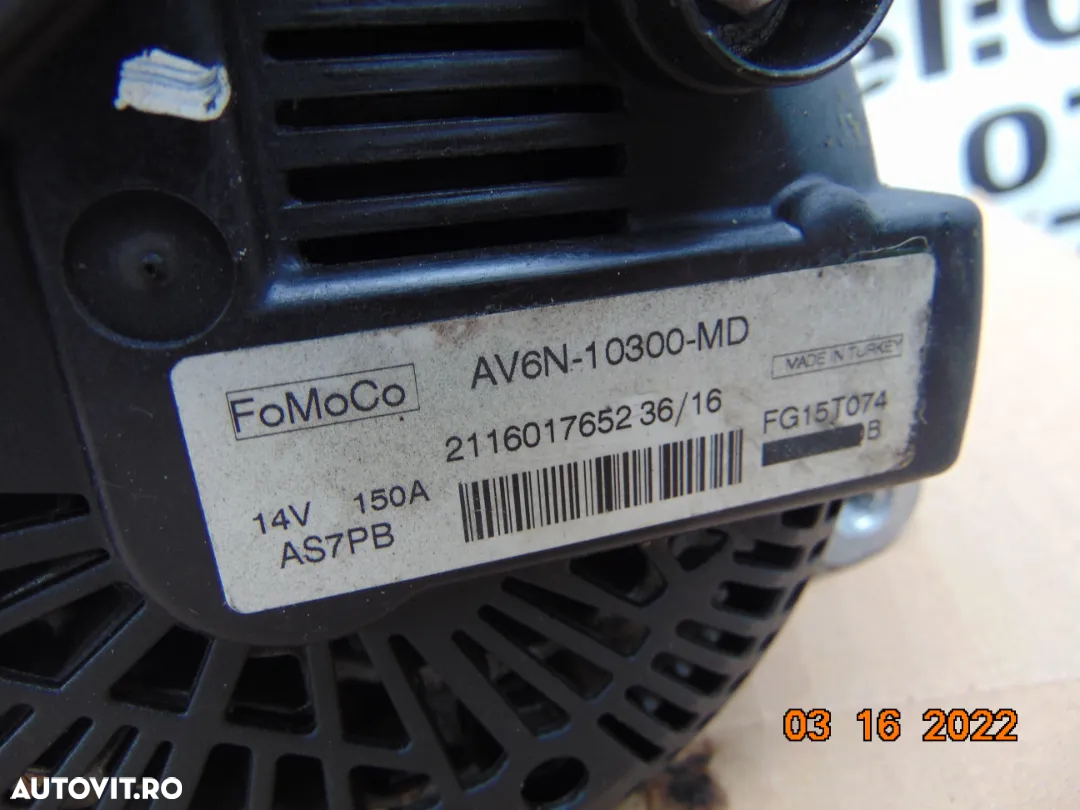 AV6N-10300-MD
FoMoCo
MADE IN TURKEY
2116017652 36/16
FG15T074
B
14V 150A
AS7PB
03 16 2022
AUTOVIT.RO